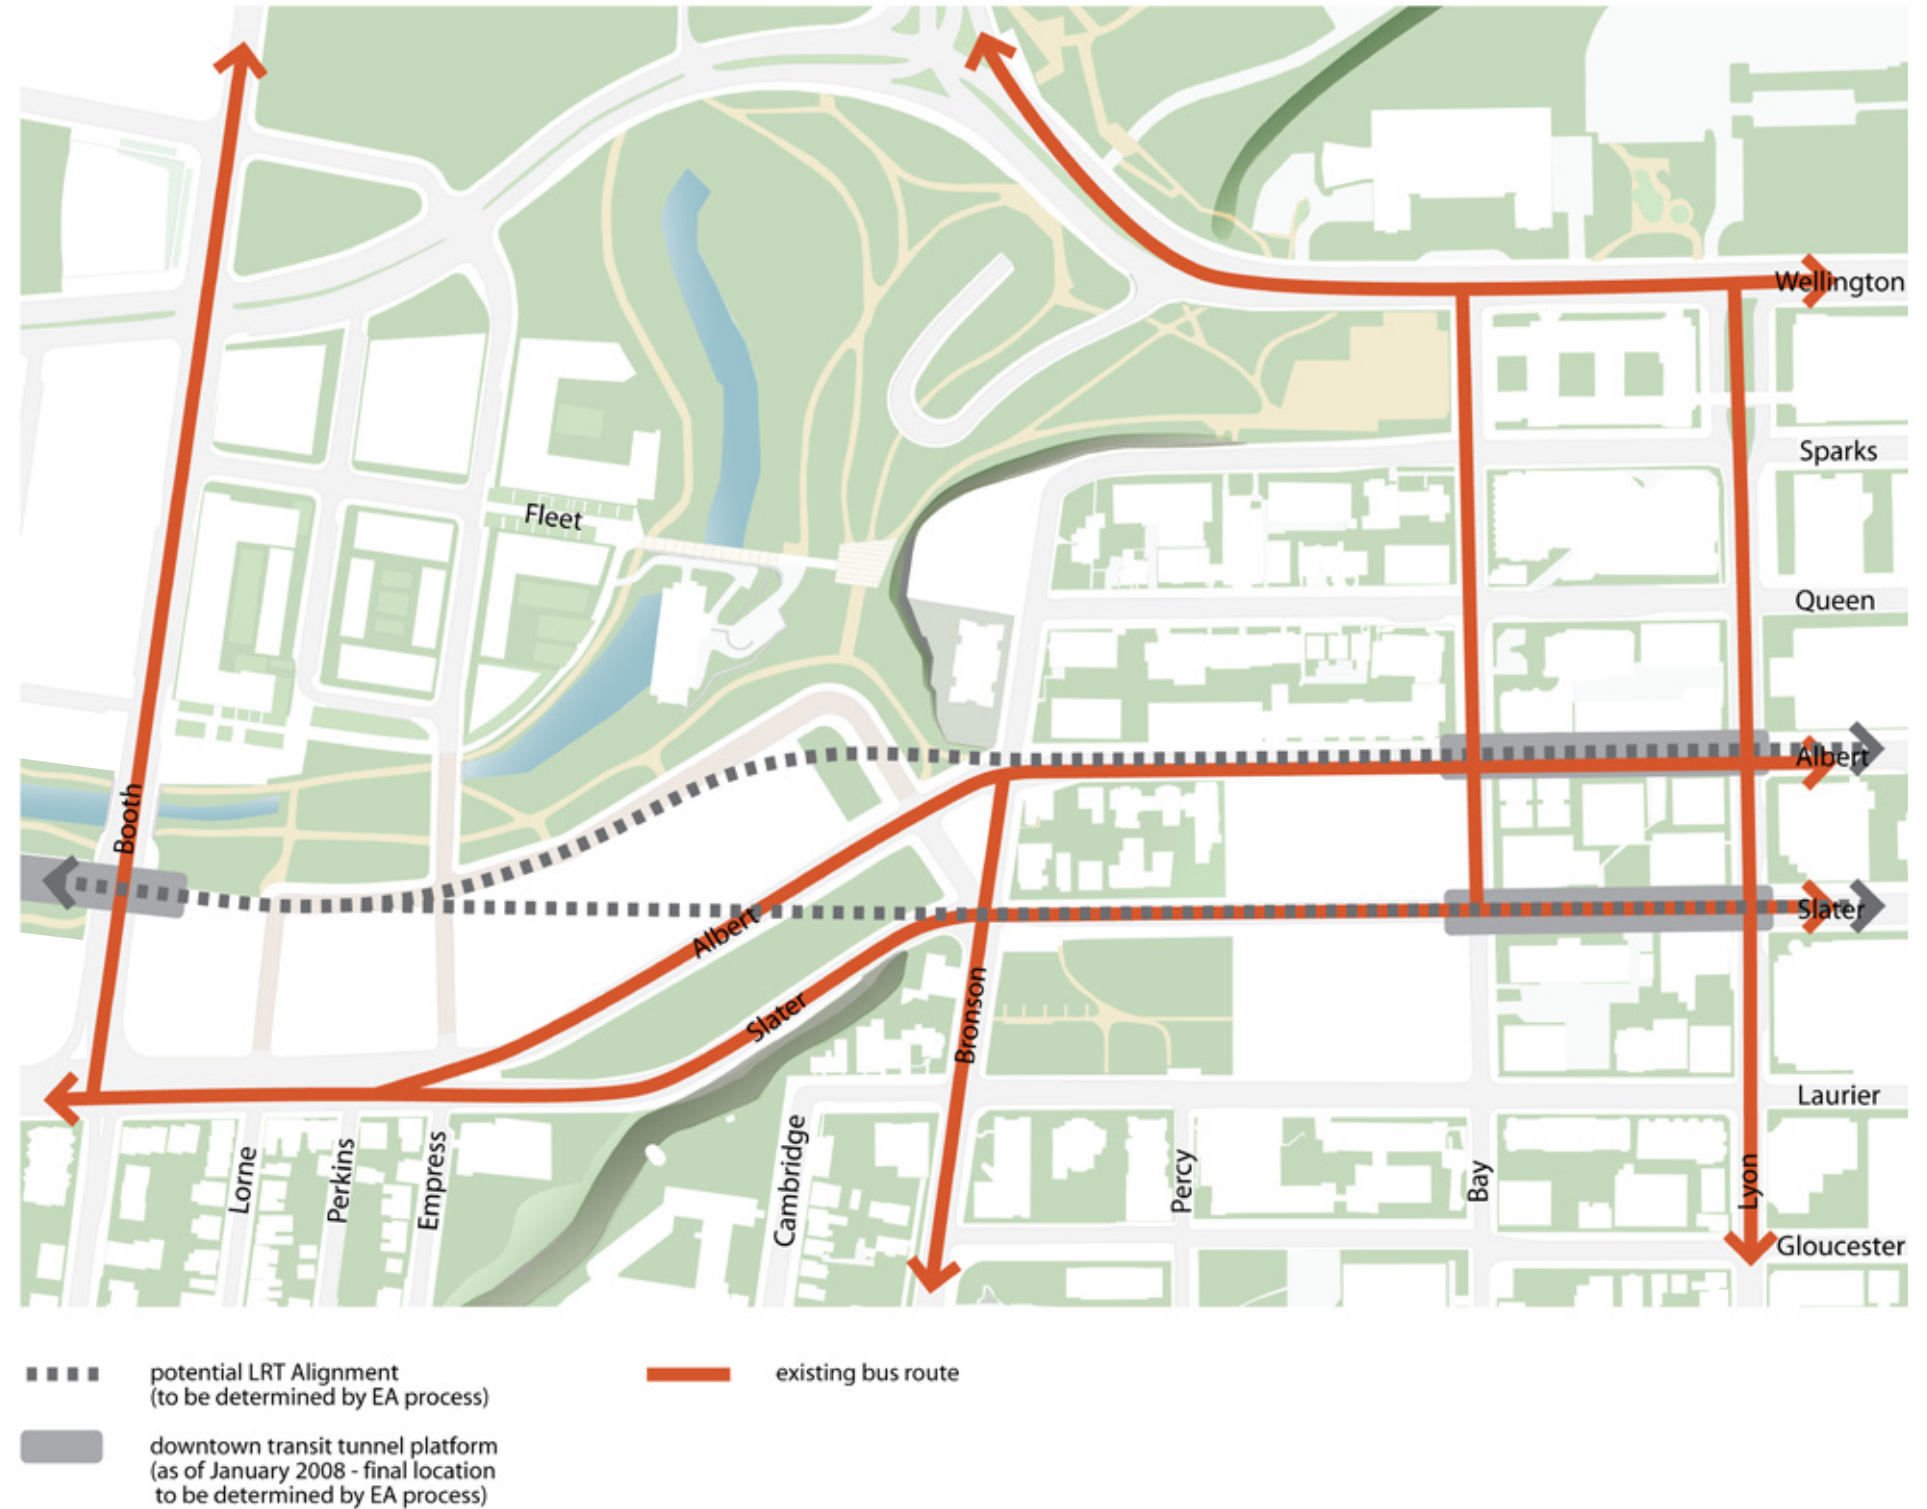 Wellington
Sparks
Fleet
Queen
Albert
Booth
Slater
Albert
Slater
Bronson
Laurier
Lorne
Perkins
Empress
Cambridge
Percy
Bay
Lyon
Gloucester
potential LRT Alignment
(to be determined by EA process)
existing bus route
downtown transit tunnel platform
(as of January 2008 - final location
to be determined by EA process)